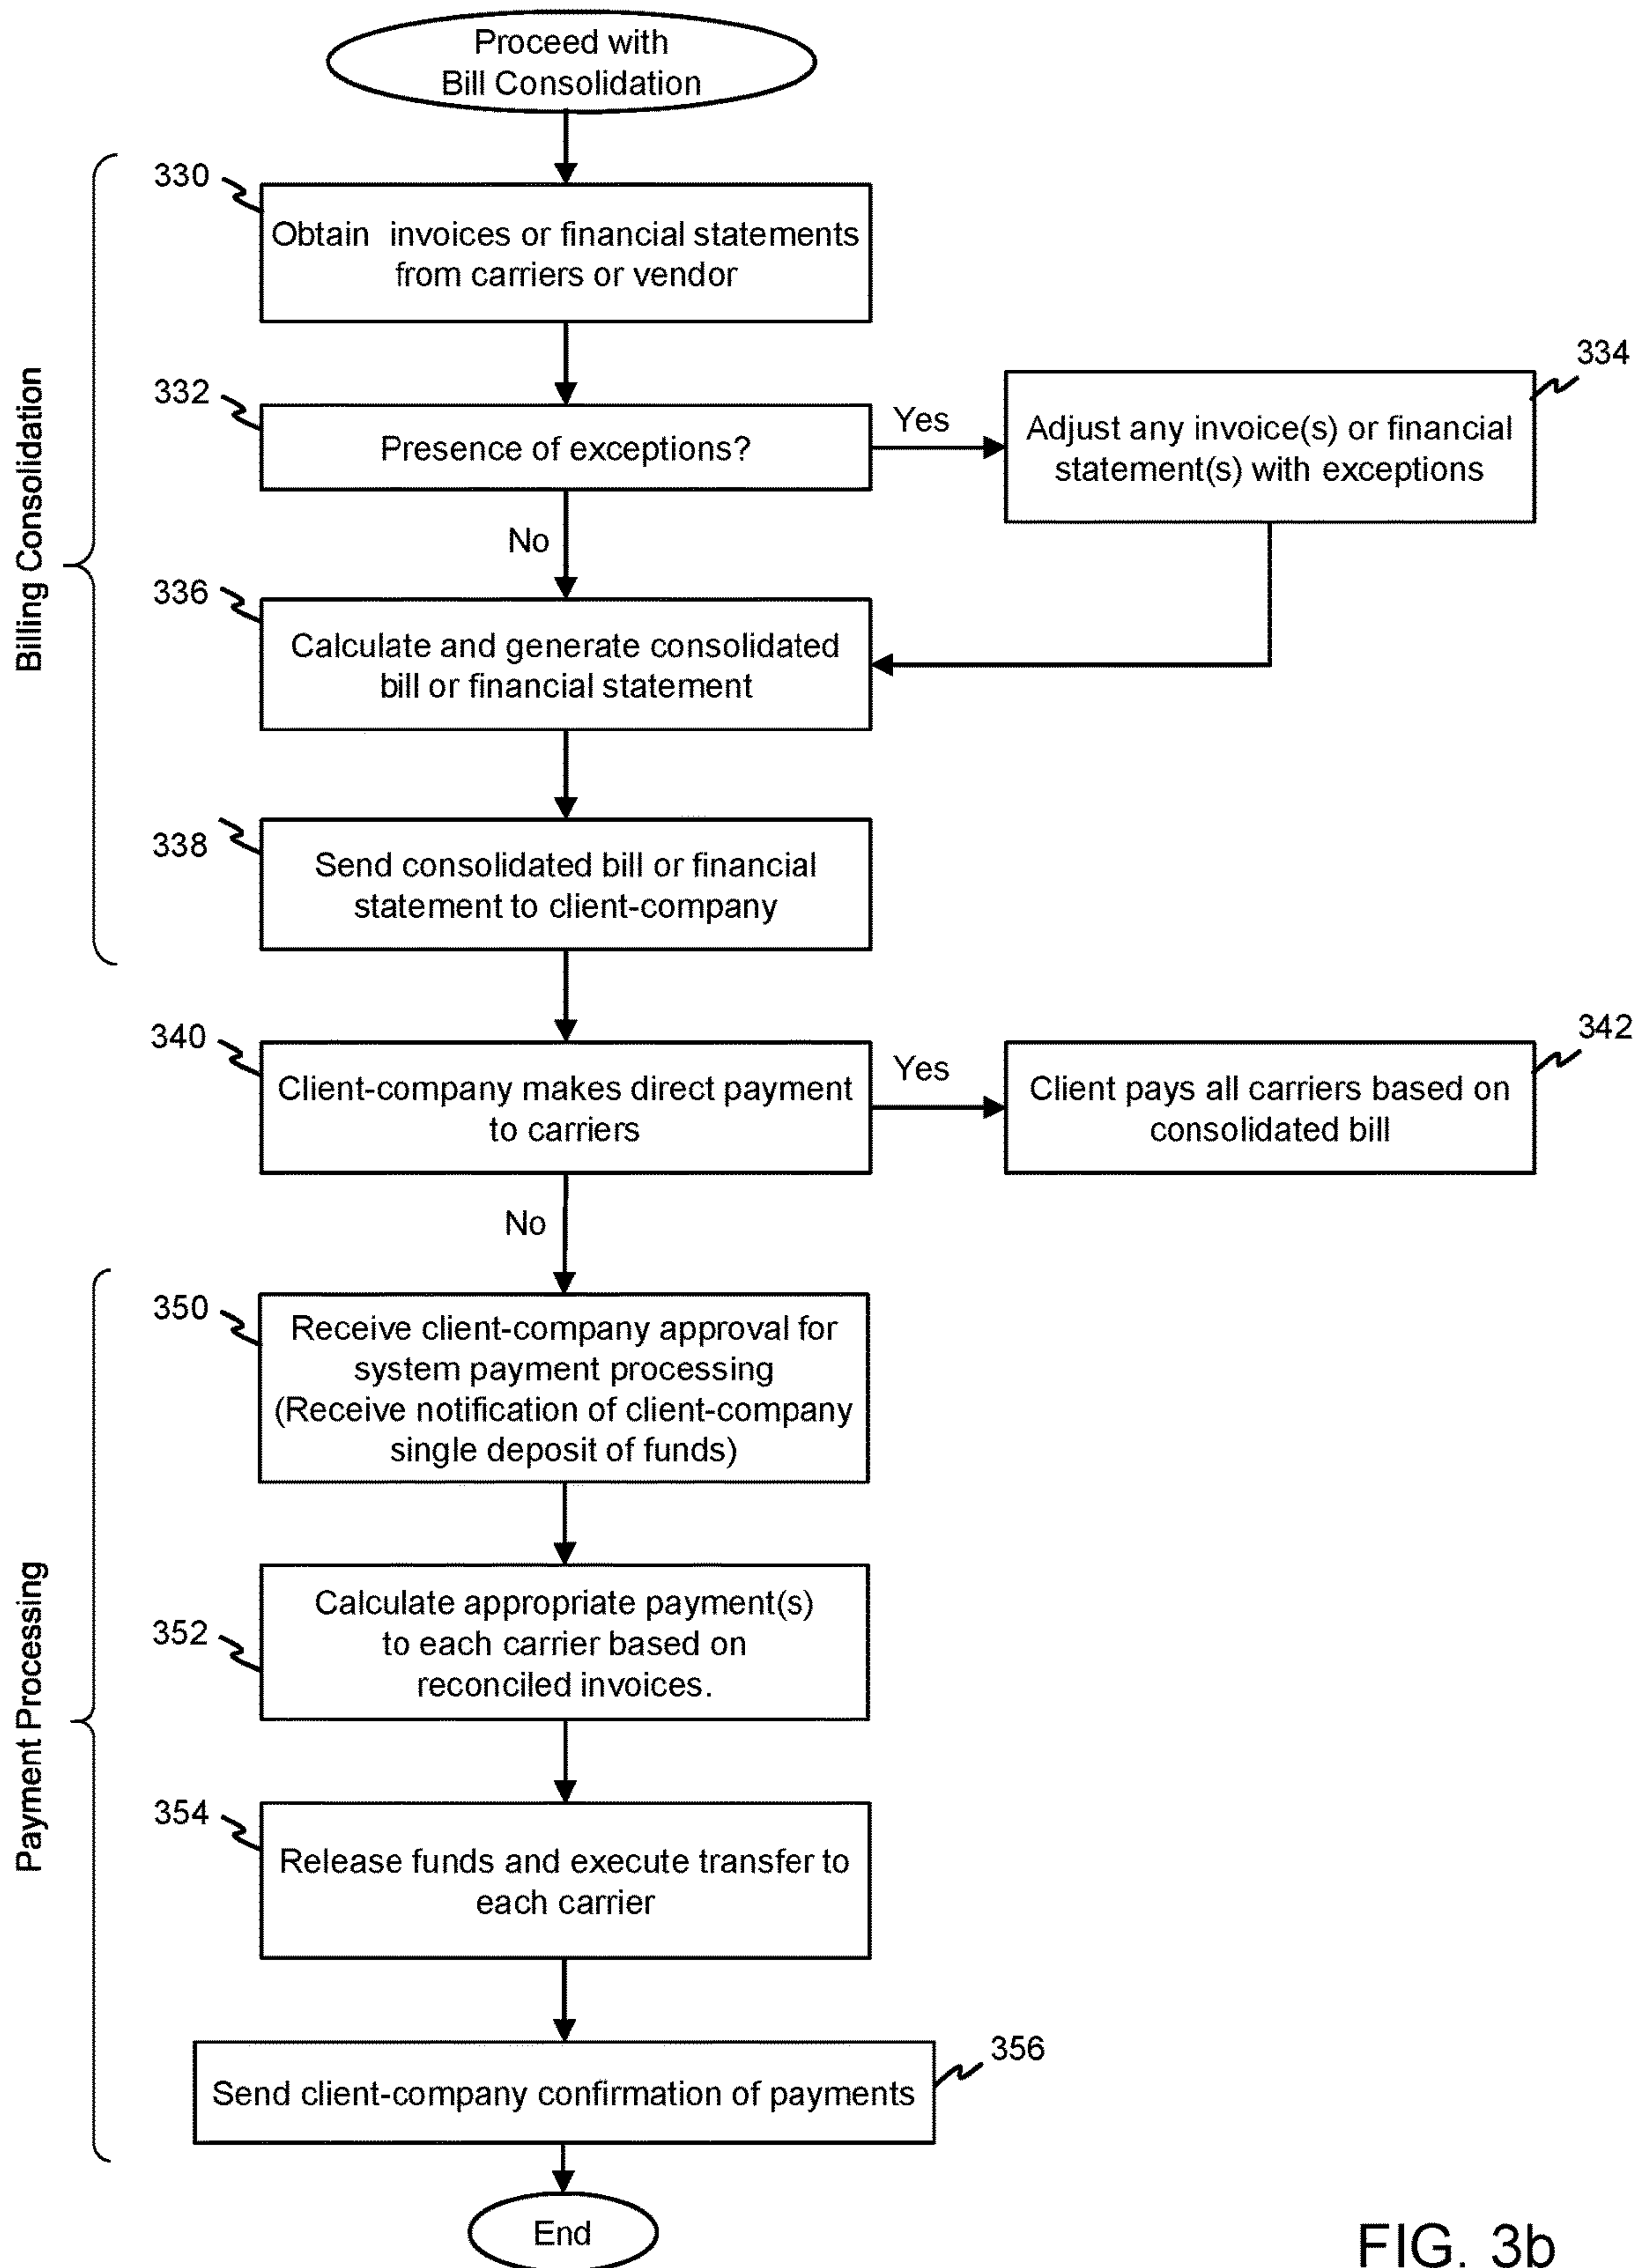 Proceed with
Bill Consolidation
Billing Consolidation
330
Obtain invoices or financial statements
from carriers or vendor
332
Presence of exceptions?
Yes
334
Adjust any invoice(s) or financial
statement(s) with exceptions
No
336
Calculate and generate consolidated
bill or financial statement
338
Send consolidated bill or financial
statement to client-company
340
Client-company makes direct payment
to carriers
Yes
342
Client pays all carriers based on
consolidated bill
No
Payment Processing
350
Receive client-company approval for
system payment processing
(Receive notification of client-company
single deposit of funds)
352
Calculate appropriate payment(s)
to each carrier based on
reconciled invoices.
354
Release funds and execute transfer to
each carrier
356
Send client-company confirmation of payments
End
FIG. 3b